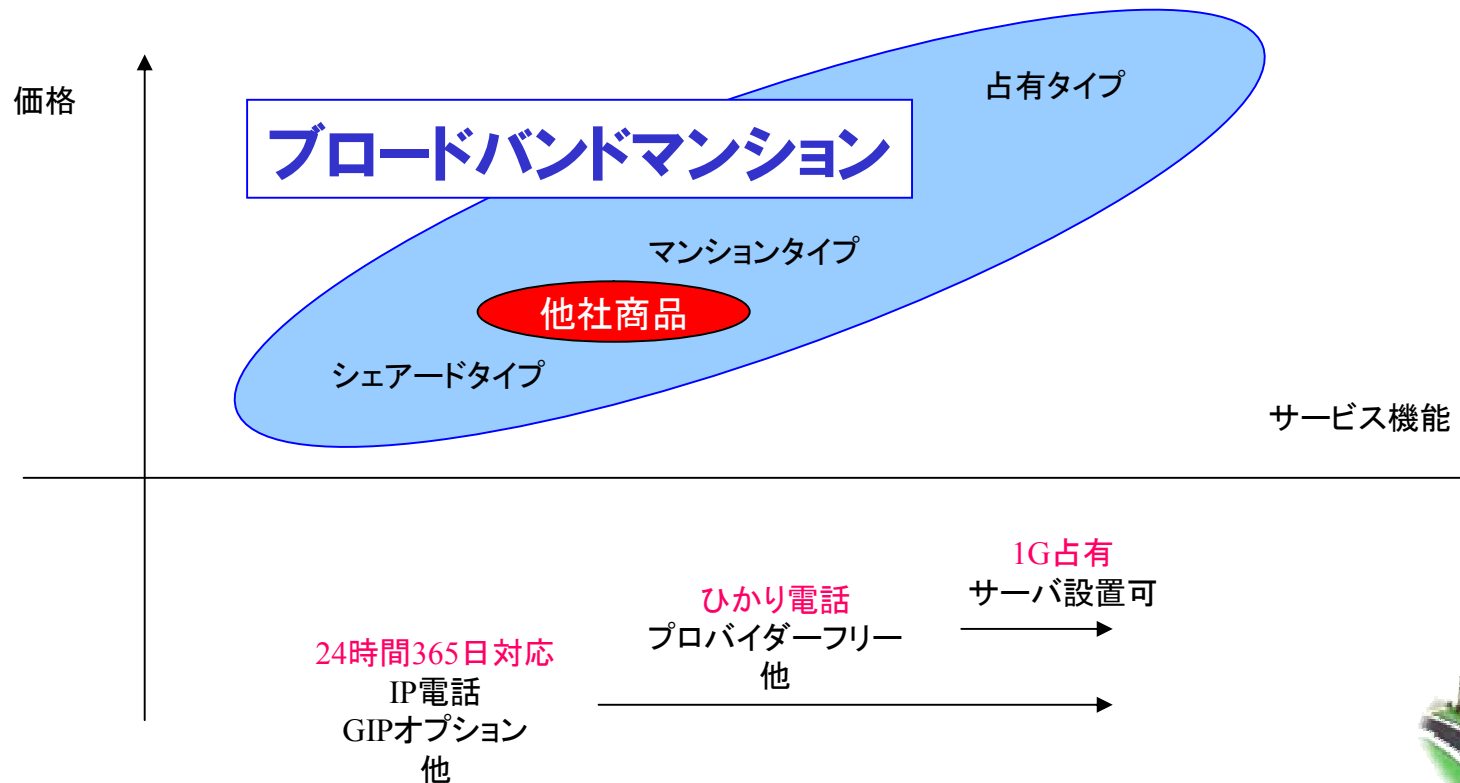 価格
占有タイプ
ブロードバンドマンション
マンションタイプ
他社商品
シェアードタイプ
サービス機能
1G占有
サーバ設置可
ひかり電話
プロバイダーフリー
他
24時間365日対応
IP電話
GIPオプション
他